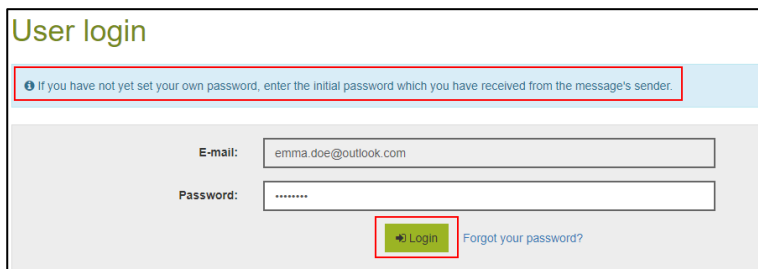 User login
If you have not yet set your own password, enter the initial password which you have received from the message's sender.
E-mail: emma.doe@outlook.com
Password: ••••••••
Login Forgot your password?